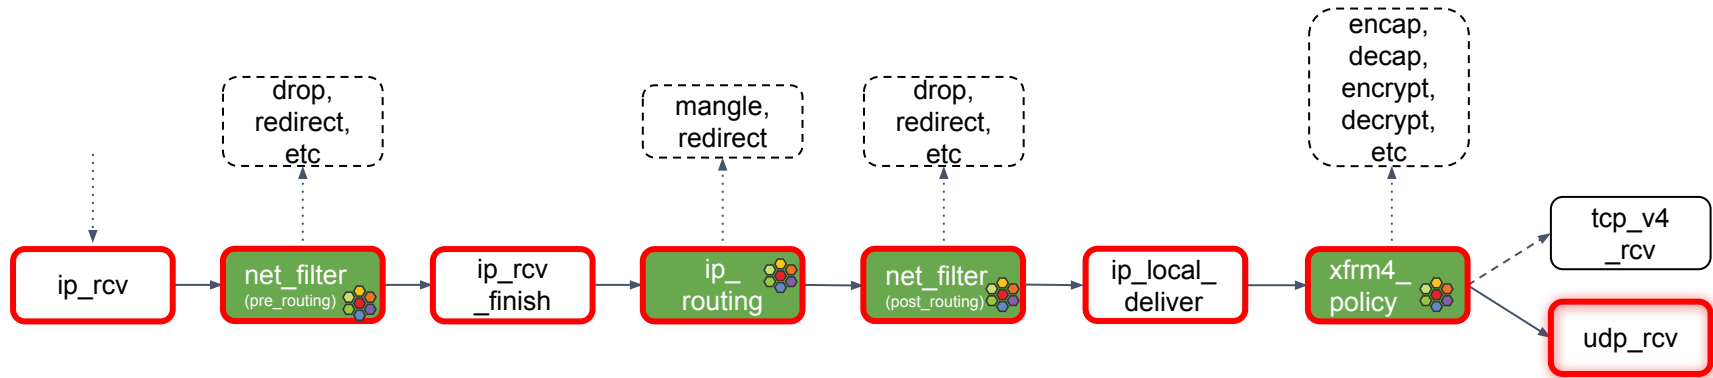 drop,
redirect,
etc
mangle,
redirect
drop,
redirect,
etc
encap,
decap,
encrypt,
decrypt,
etc
ip_rcv
net_filter
(pre_routing)
ip_rcv
_finish
ip_
routing
net_filter
(post_routing)
ip_local_
deliver
xfrm4_
policy
tcp_v4
_rcv
udp_rcv